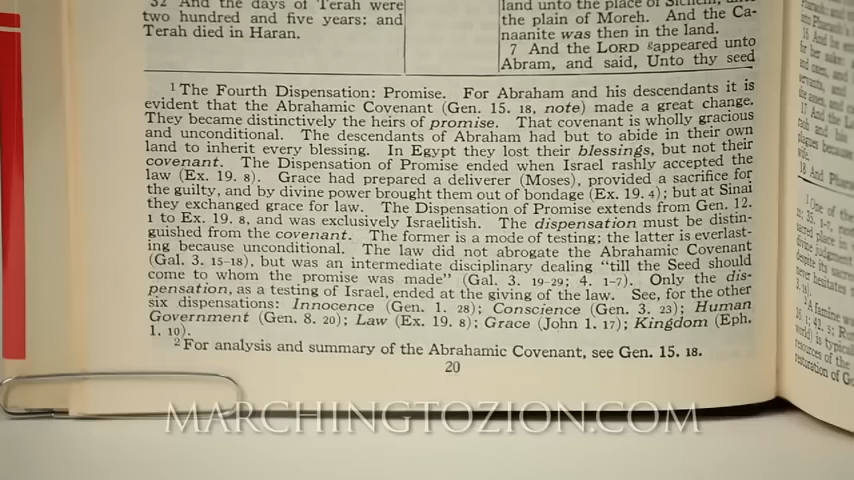 32 And the days of Terah were
two hundred and five years: and
Terah died in Haran.
land unto the place of Sichem,
the plain of Moreh. And the Ca-
naanite was then in the land.
7 And the LORD g appeared unto
Abram, and said, Unto thy seed
1 The Fourth Dispensation: Promise. For Abraham and his descendants it is
evident that the Abrahamic Covenant (Gen. 15. 18, note) made a great change.
They became distinctively the heirs of promise. That covenant is wholly gracious
and unconditional. The descendants of Abraham had but to abide in their own
land to inherit every blessing. In Egypt they lost their blessings, but not their
covenant. The Dispensation of Promise ended when Israel rashly accepted the
law (Ex. 19. 8). Grace had prepared a deliverer (Moses), provided a sacrifice for
the guilty, and by divine power brought them out of bondage (Ex. 19. 4); but at Sinai
they exchanged grace for law. The Dispensation of Promise extends from Gen. 12.
1 to Ex. 19. 8, and was exclusively Israelitish. The dispensation must be distin-
guished from the covenant. The former is a mode of testing; the latter is everlast-
ing because unconditional. The law did not abrogate the Abrahamic Covenant
(Gal. 3. 15-18), but was an intermediate disciplinary dealing "till the Seed should
come to whom the promise was made" (Gal. 3. 19-29; 4. 1-7). Only the dis-
pensation, as a testing of Israel, ended at the giving of the law. See, for the other
six dispensations: Innocence (Gen. 1. 28); Conscience (Gen. 3. 23); Human
Government (Gen. 8. 20); Law (Ex. 19. 8); Grace (John 1. 17); Kingdom (Eph.
1. 10).
2 For analysis and summary of the Abrahamic Covenant, see Gen. 15. 18.
20
MARCHINGTOZION.COM